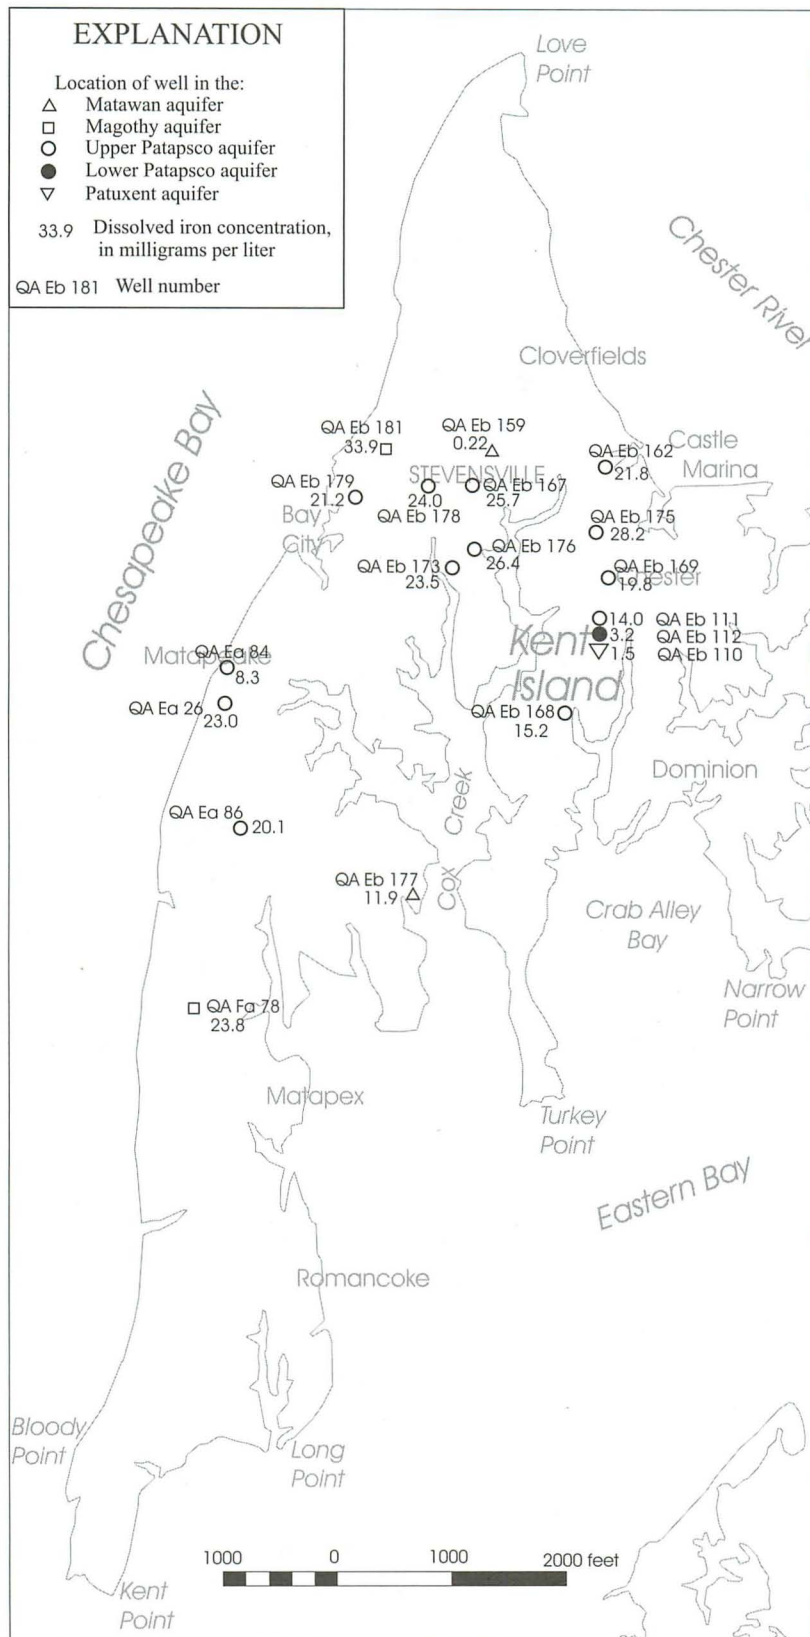 EXPLANATION
Location of well in the:
Matawan aquifer
Magothy aquifer
Upper Patapsco aquifer
Lower Patapsco aquifer
Patuxent aquifer
33.9 Dissolved iron concentration,
in milligrams per liter
QA Eb 181 Well number
Love
Point
Chester River
Cloverfields
Chesapeake Bay
QA Eb 181
33.9
QA Eb 159
0.22
QA Eb 162
21.8
Castle
Marina
STEVENSVILLE
QA Eb 179
21.2
24.0
QA Eb 178
QA Eb 167
25.7
Bay
City
QA Eb 175
28.2
QA Eb 176
26.4
QA Eb 173
23.5
QA Eb 169
Chester
19.8
14.0 QA Eb 111
3.2 QA Eb 112
1.5 QA Eb 110
Kent
Island
QA Ea 84
Matapeake
8.3
QA Ea 26
23.0
QA Eb 168
15.2
Dominion
QA Ea 86
20.1
Cox Creek
QA Eb 177
11.9
Crab Alley
Bay
Narrow
Point
QA Fa 78
23.8
Matapex
Turkey
Point
Eastern Bay
Romancoke
Bloody
Point
Long
Point
1000 0 1000 2000 feet
Kent
Point